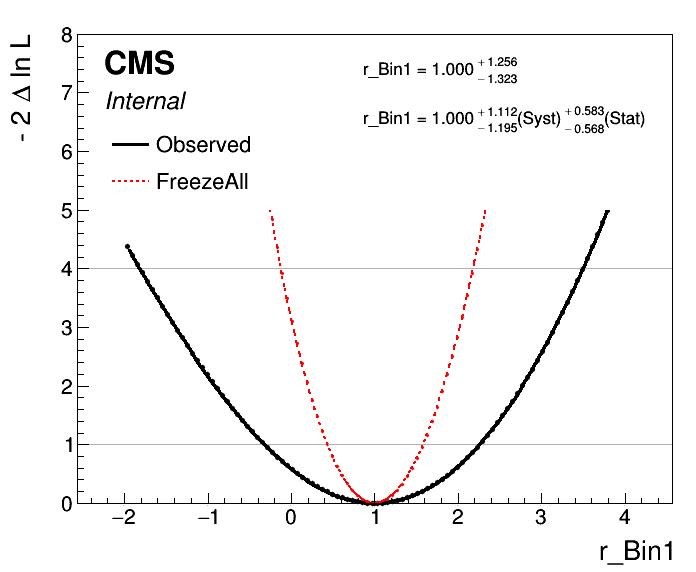 8
7
6
5
4
3
2
1
0
- 2 Δ ln L
CMS
Internal
Observed
FreezeAll
r_Bin1 = 1.000 +1.256 −1.323
r_Bin1 = 1.000 +1.112 −1.195 (Syst) +0.583 −0.568 (Stat)
−2 −1 0 1 2 3 4
r_Bin1